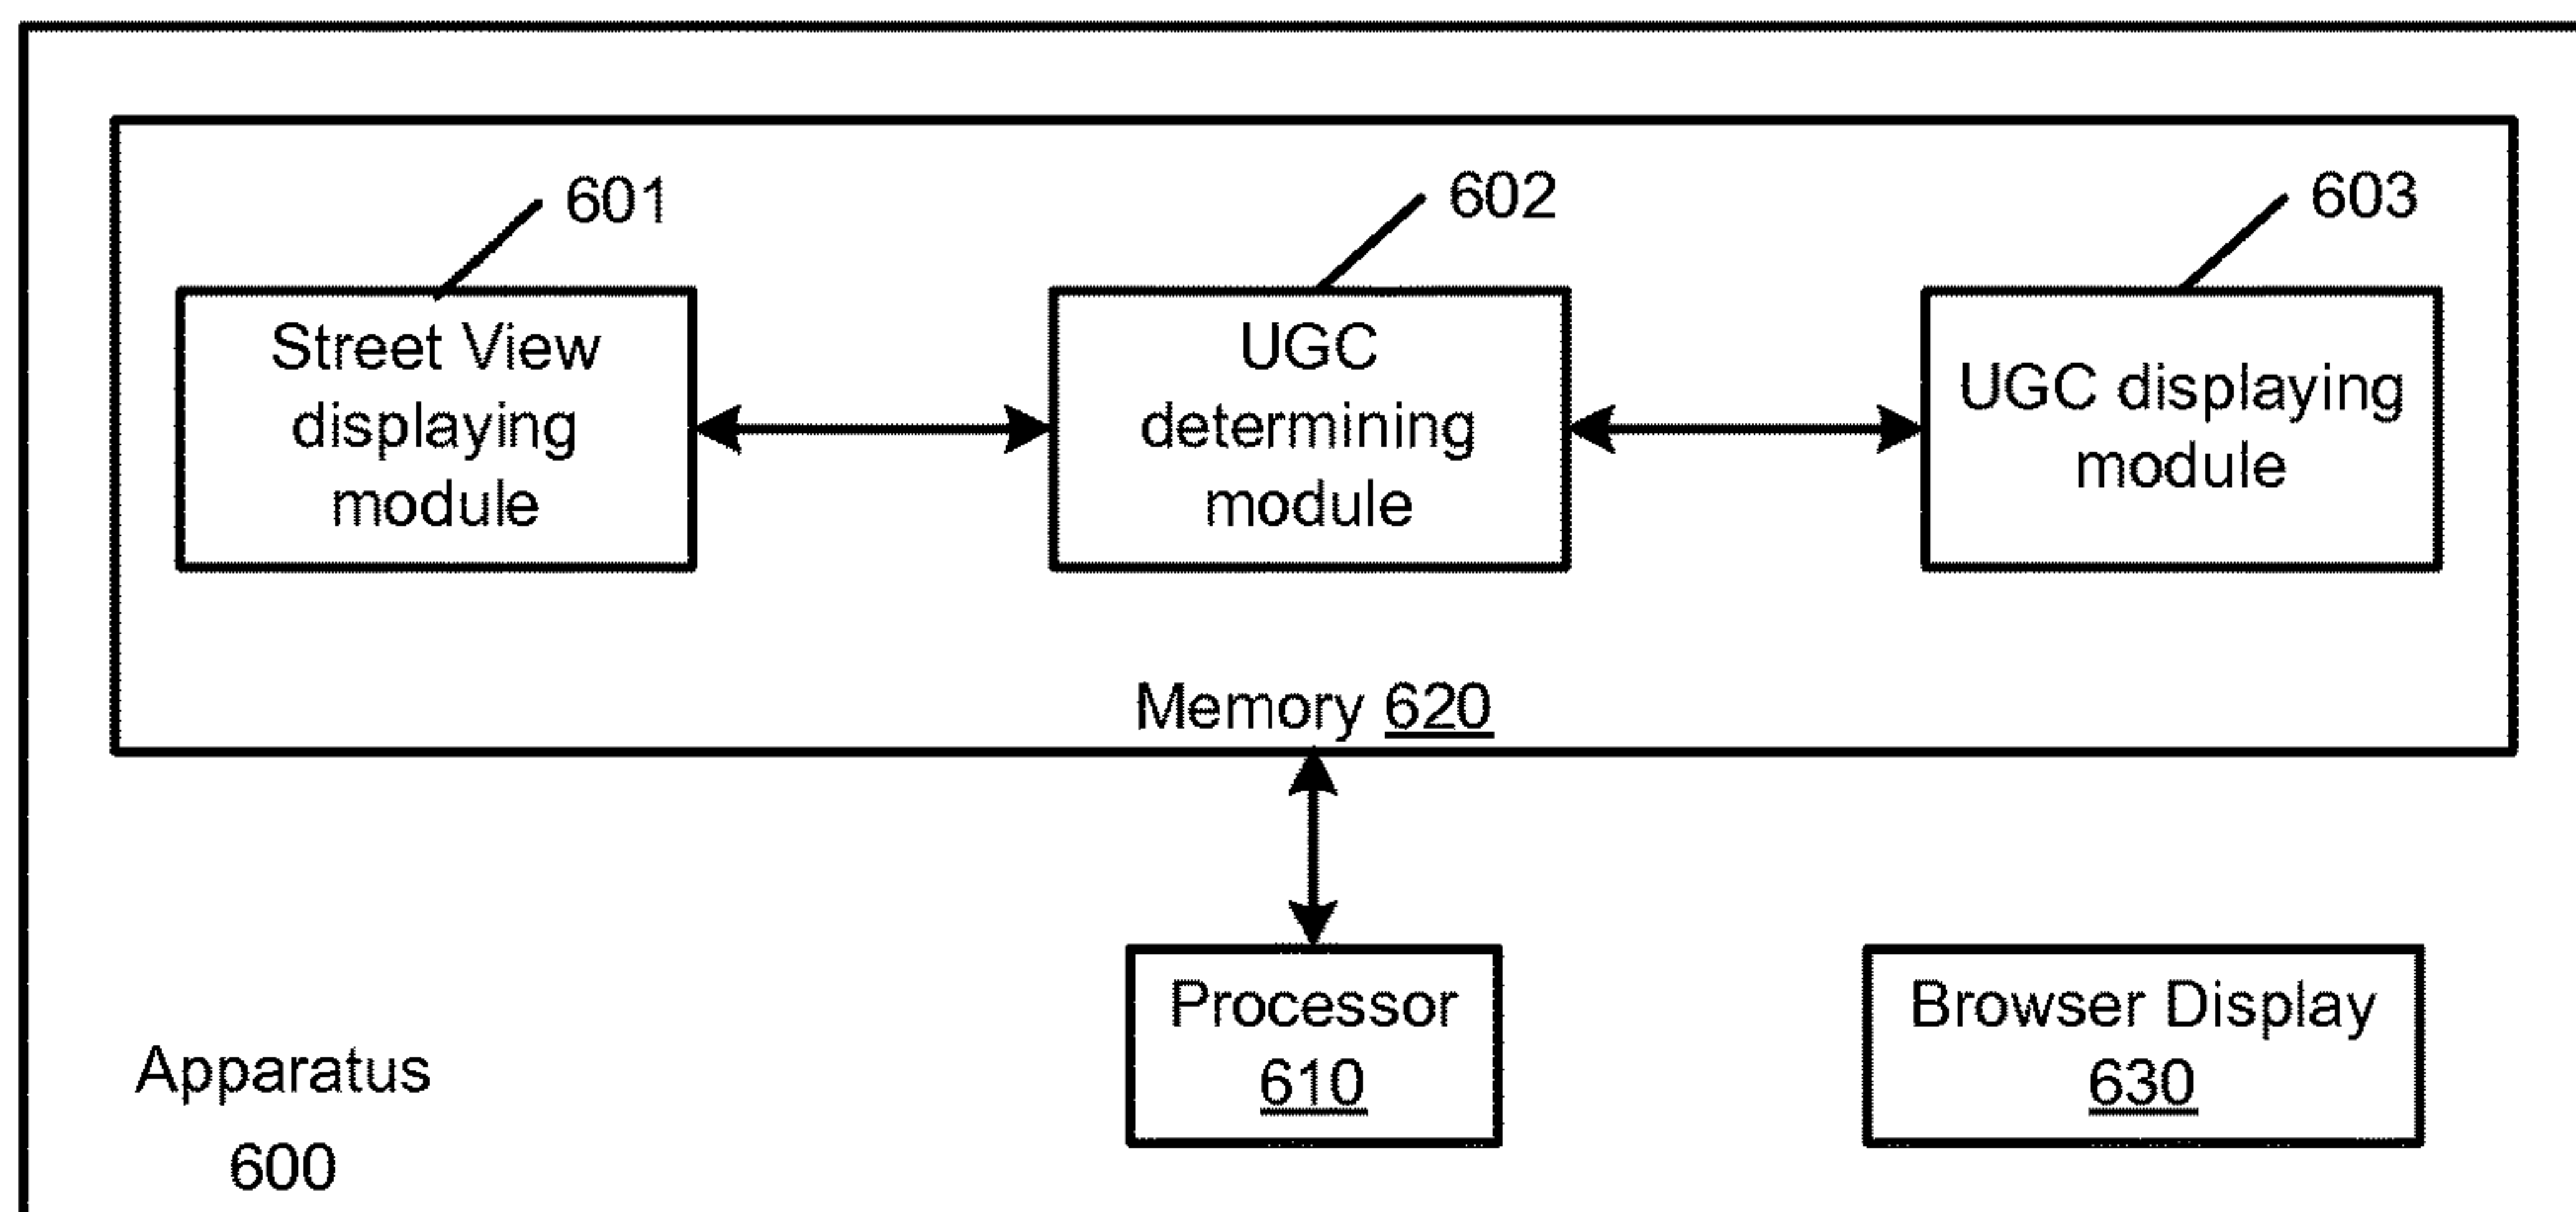 601
602
603
Street View
displaying
module
UGC
determining
module
UGC displaying
module
Memory 620
Processor
610
Browser Display
630
Apparatus
600